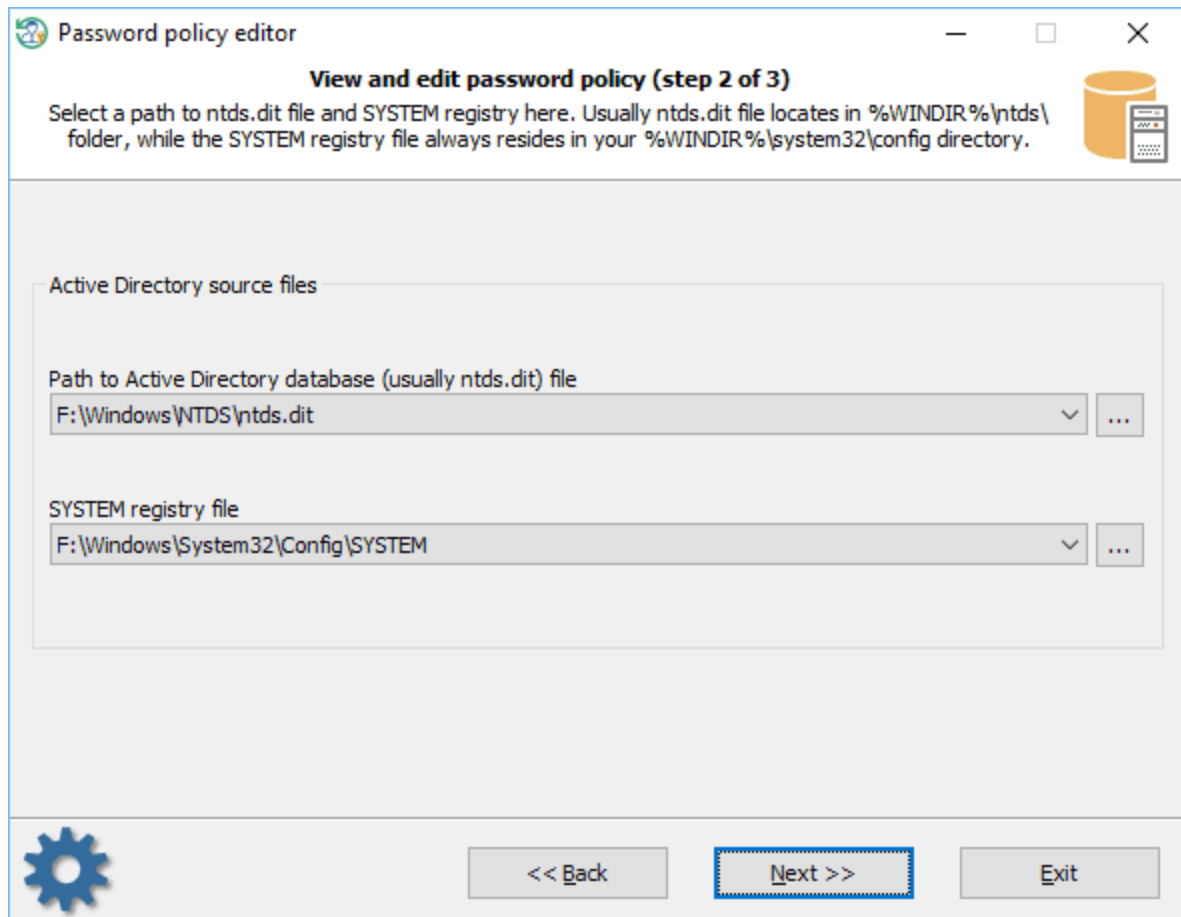 Password policy editor
View and edit password policy (step 2 of 3)
Select a path to ntds.dit file and SYSTEM registry here. Usually ntds.dit file locates in %WINDIR%\ntds\
folder, while the SYSTEM registry file always resides in your %WINDIR%\system32\config directory.
Active Directory source files
Path to Active Directory database (usually ntds.dit) file
F:\Windows\NTDS\ntds.dit
...
SYSTEM registry file
F:\Windows\System32\Config\SYSTEM
...
<< Back
Next >>
Exit